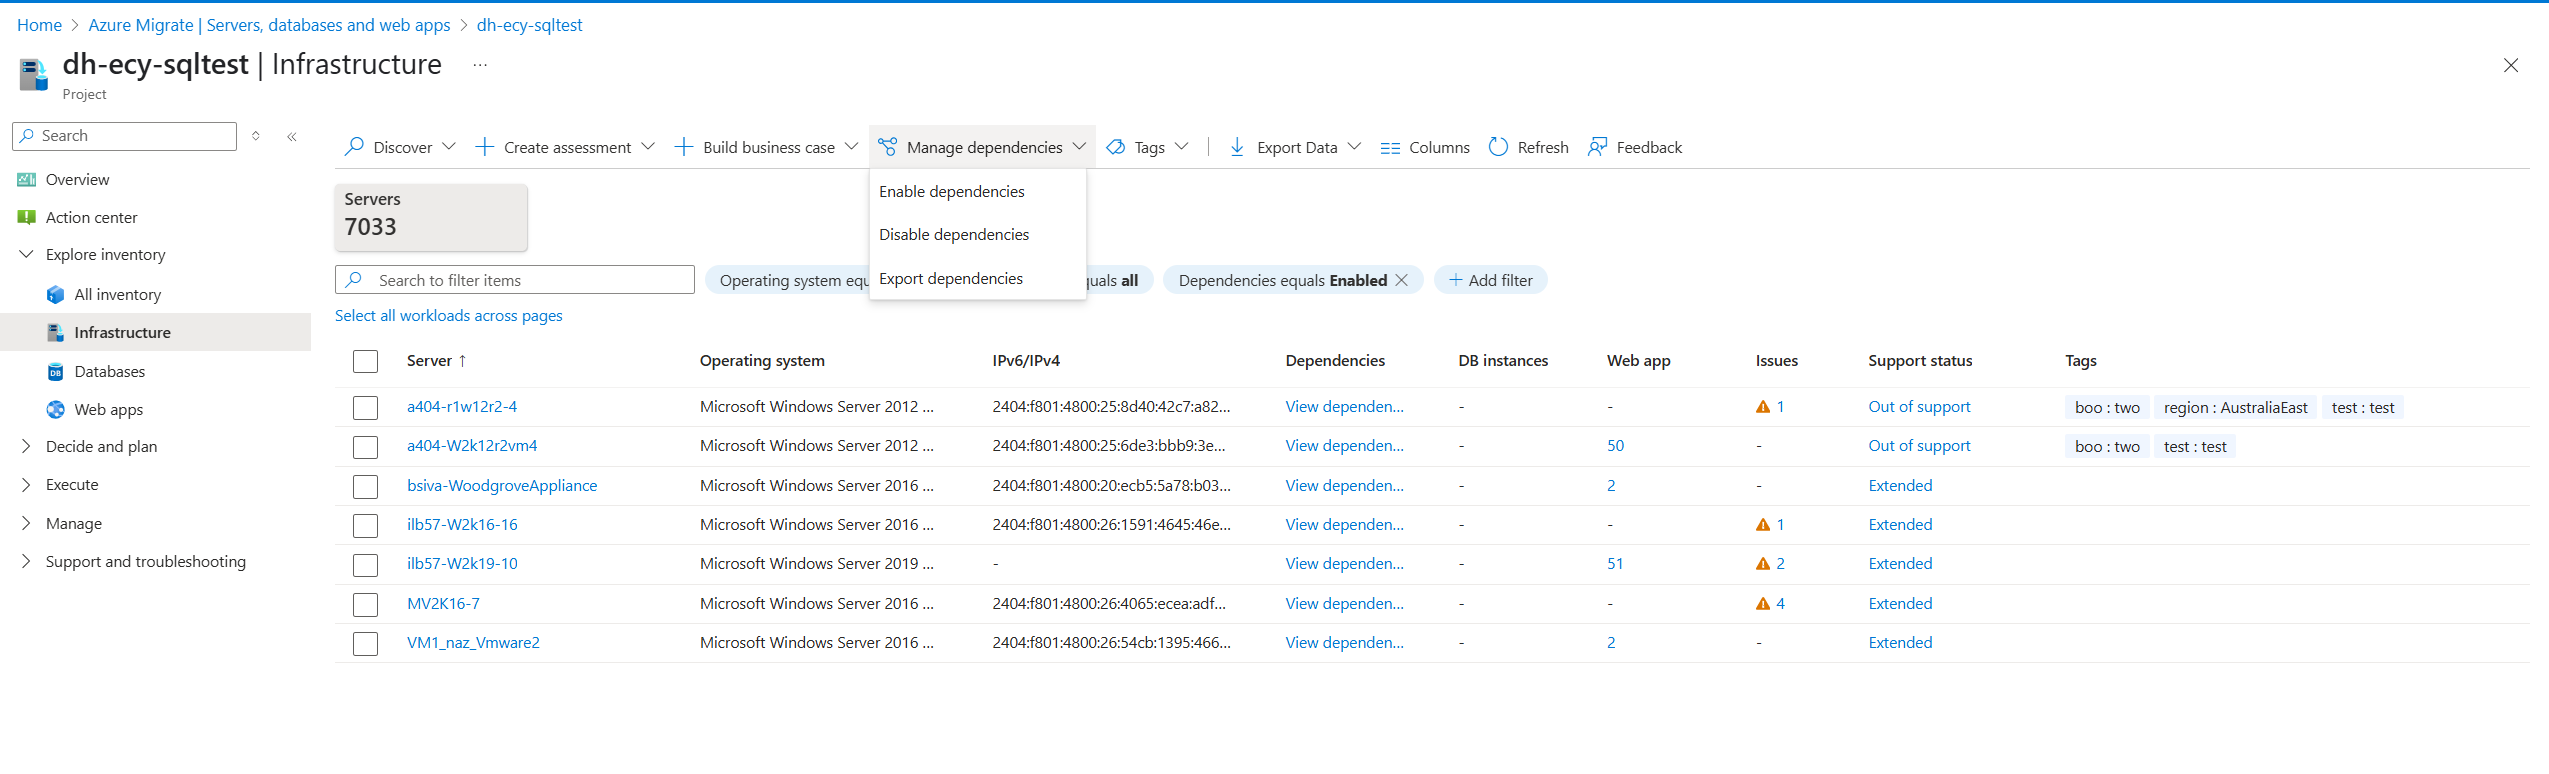 Home > Azure Migrate | Servers, databases and web apps > dh-ecy-sqltest
dh-ecy-sqltest | Infrastructure ...
Project
Search
Overview
Action center
Explore inventory
All inventory
Infrastructure
Databases
Web apps
Decide and plan
Execute
Manage
Support and troubleshooting
Discover Create assessment Build business case Manage dependencies Tags Export Data Columns Refresh Feedback
Enable dependencies
Disable dependencies
Export dependencies
Servers
7033
Search to filter items Operating system equ quals all Dependencies equals Enabled Add filter
Select all workloads across pages
Server ↑ Operating system IPv6/IPv4 Dependencies DB instances Web app Issues Support status Tags
a404-r1w12r2-4 Microsoft Windows Server 2012 ... 2404:f801:4800:25:8d40:42c7:a82... View dependen... - - 1 Out of support boo : two region : AustraliaEast test : test
a404-W2k12r2vm4 Microsoft Windows Server 2012 ... 2404:f801:4800:25:6de3:bbb9:3e... View dependen... - 50 - Out of support boo : two test : test
bsiva-WoodgroveAppliance Microsoft Windows Server 2016 ... 2404:f801:4800:20:ecb5:5a78:b03... View dependen... - 2 - Extended
ilb57-W2k16-16 Microsoft Windows Server 2016 ... 2404:f801:4800:26:1591:4645:46e... View dependen... - - 1 Extended
ilb57-W2k19-10 Microsoft Windows Server 2019 ... - View dependen... - 51 2 Extended
MV2K16-7 Microsoft Windows Server 2016 ... 2404:f801:4800:26:4065:ecea:adf... View dependen... - - 4 Extended
VM1_naz_Vmware2 Microsoft Windows Server 2016 ... 2404:f801:4800:26:54cb:1395:466... View dependen... - 2 - Extended